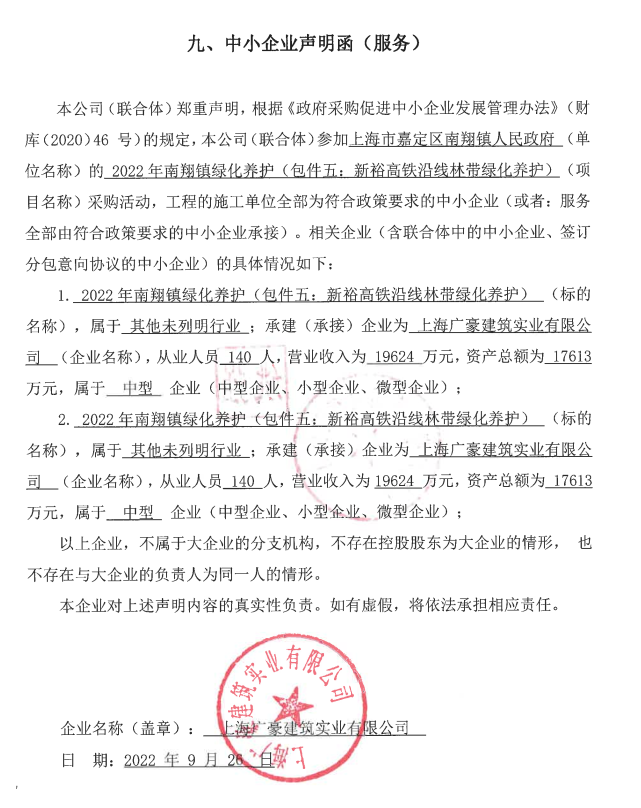 九、中小企业声明函（服务）
本公司（联合体）郑重声明，根据《政府采购促进中小企业发展管理办法》（财
库（2020）46 号）的规定，本公司（联合体）参加上海市嘉定区南翔镇人民政府（单
位名称）的 2022年南翔镇绿化养护（包件五：新裕高铁沿线林带绿化养护）（项
目名称）采购活动，工程的施工单位全部为符合政策要求的中小企业（或者：服务
全部由符合政策要求的中小企业承接）。相关企业（含联合体中的中小企业、签订
分包意向协议的中小企业）的具体情况如下：
1. 2022年南翔镇绿化养护（包件五：新裕高铁沿线林带绿化养护）（标的
名称），属于 其他未列明行业 ；承建（承接）企业为 上海广豪建筑实业有限公
司 （企业名称），从业人员 140 人，营业收入为 19624 万元，资产总额为 17613
万元，属于 中型 企业（中型企业、小型企业、微型企业）；
2. 2022年南翔镇绿化养护（包件五：新裕高铁沿线林带绿化养护）（标的
名称），属于 其他未列明行业 ；承建（承接）企业为 上海广豪建筑实业有限公
司 （企业名称），从业人员 140 人，营业收入为 19624 万元，资产总额为 17613
万元，属于 中型 企业（中型企业、小型企业、微型企业）；
以上企业，不属于大企业的分支机构，不存在控股股东为大企业的情形， 也
不存在与大企业的负责人为同一人的情形。
本企业对上述声明内容的真实性负责。如有虚假，将依法承担相应责任。
上海广豪建筑实业有限公司
企业名称（盖章）： 上海广豪建筑实业有限公司
日 期：2022 年 9 月 26 日